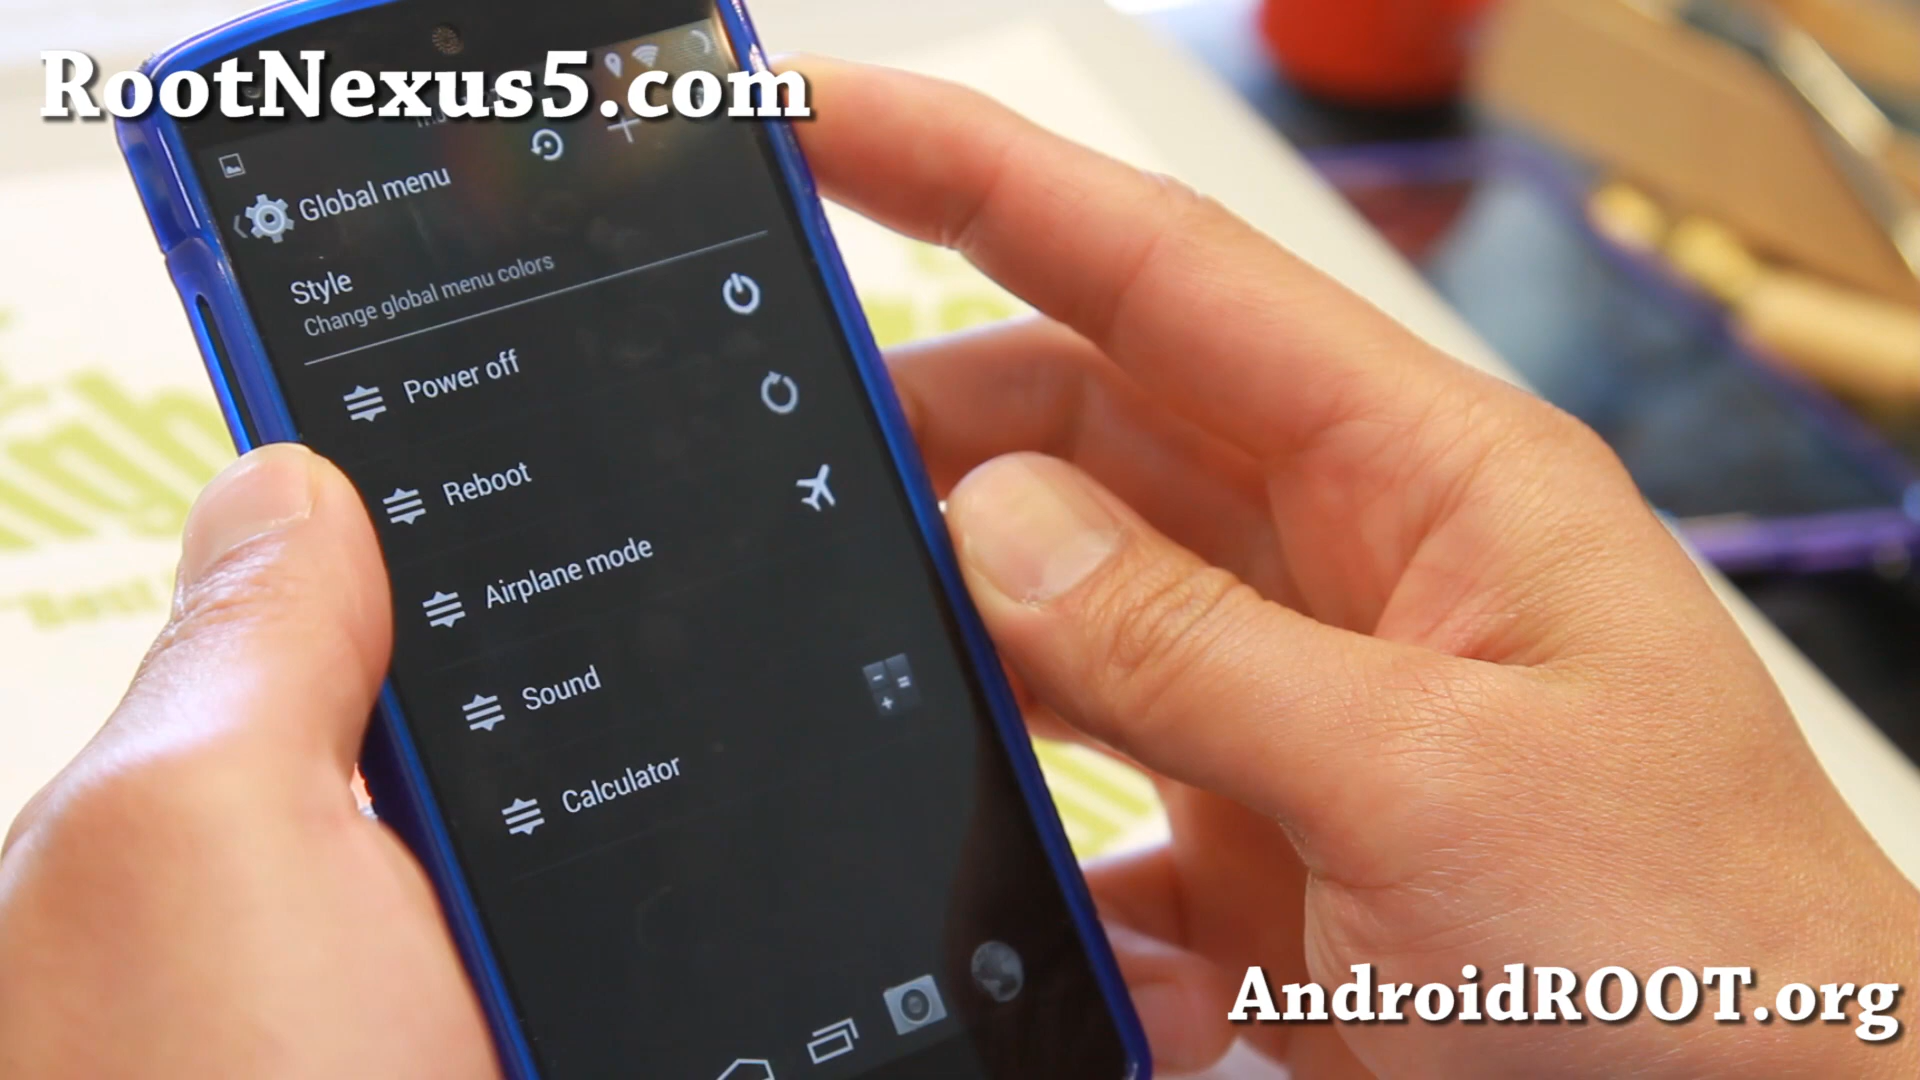 RootNexus5.com
Global menu
Style
Change global menu colors
Power off
Reboot
Airplane mode
Sound
Calculator
AndroidROOT.org